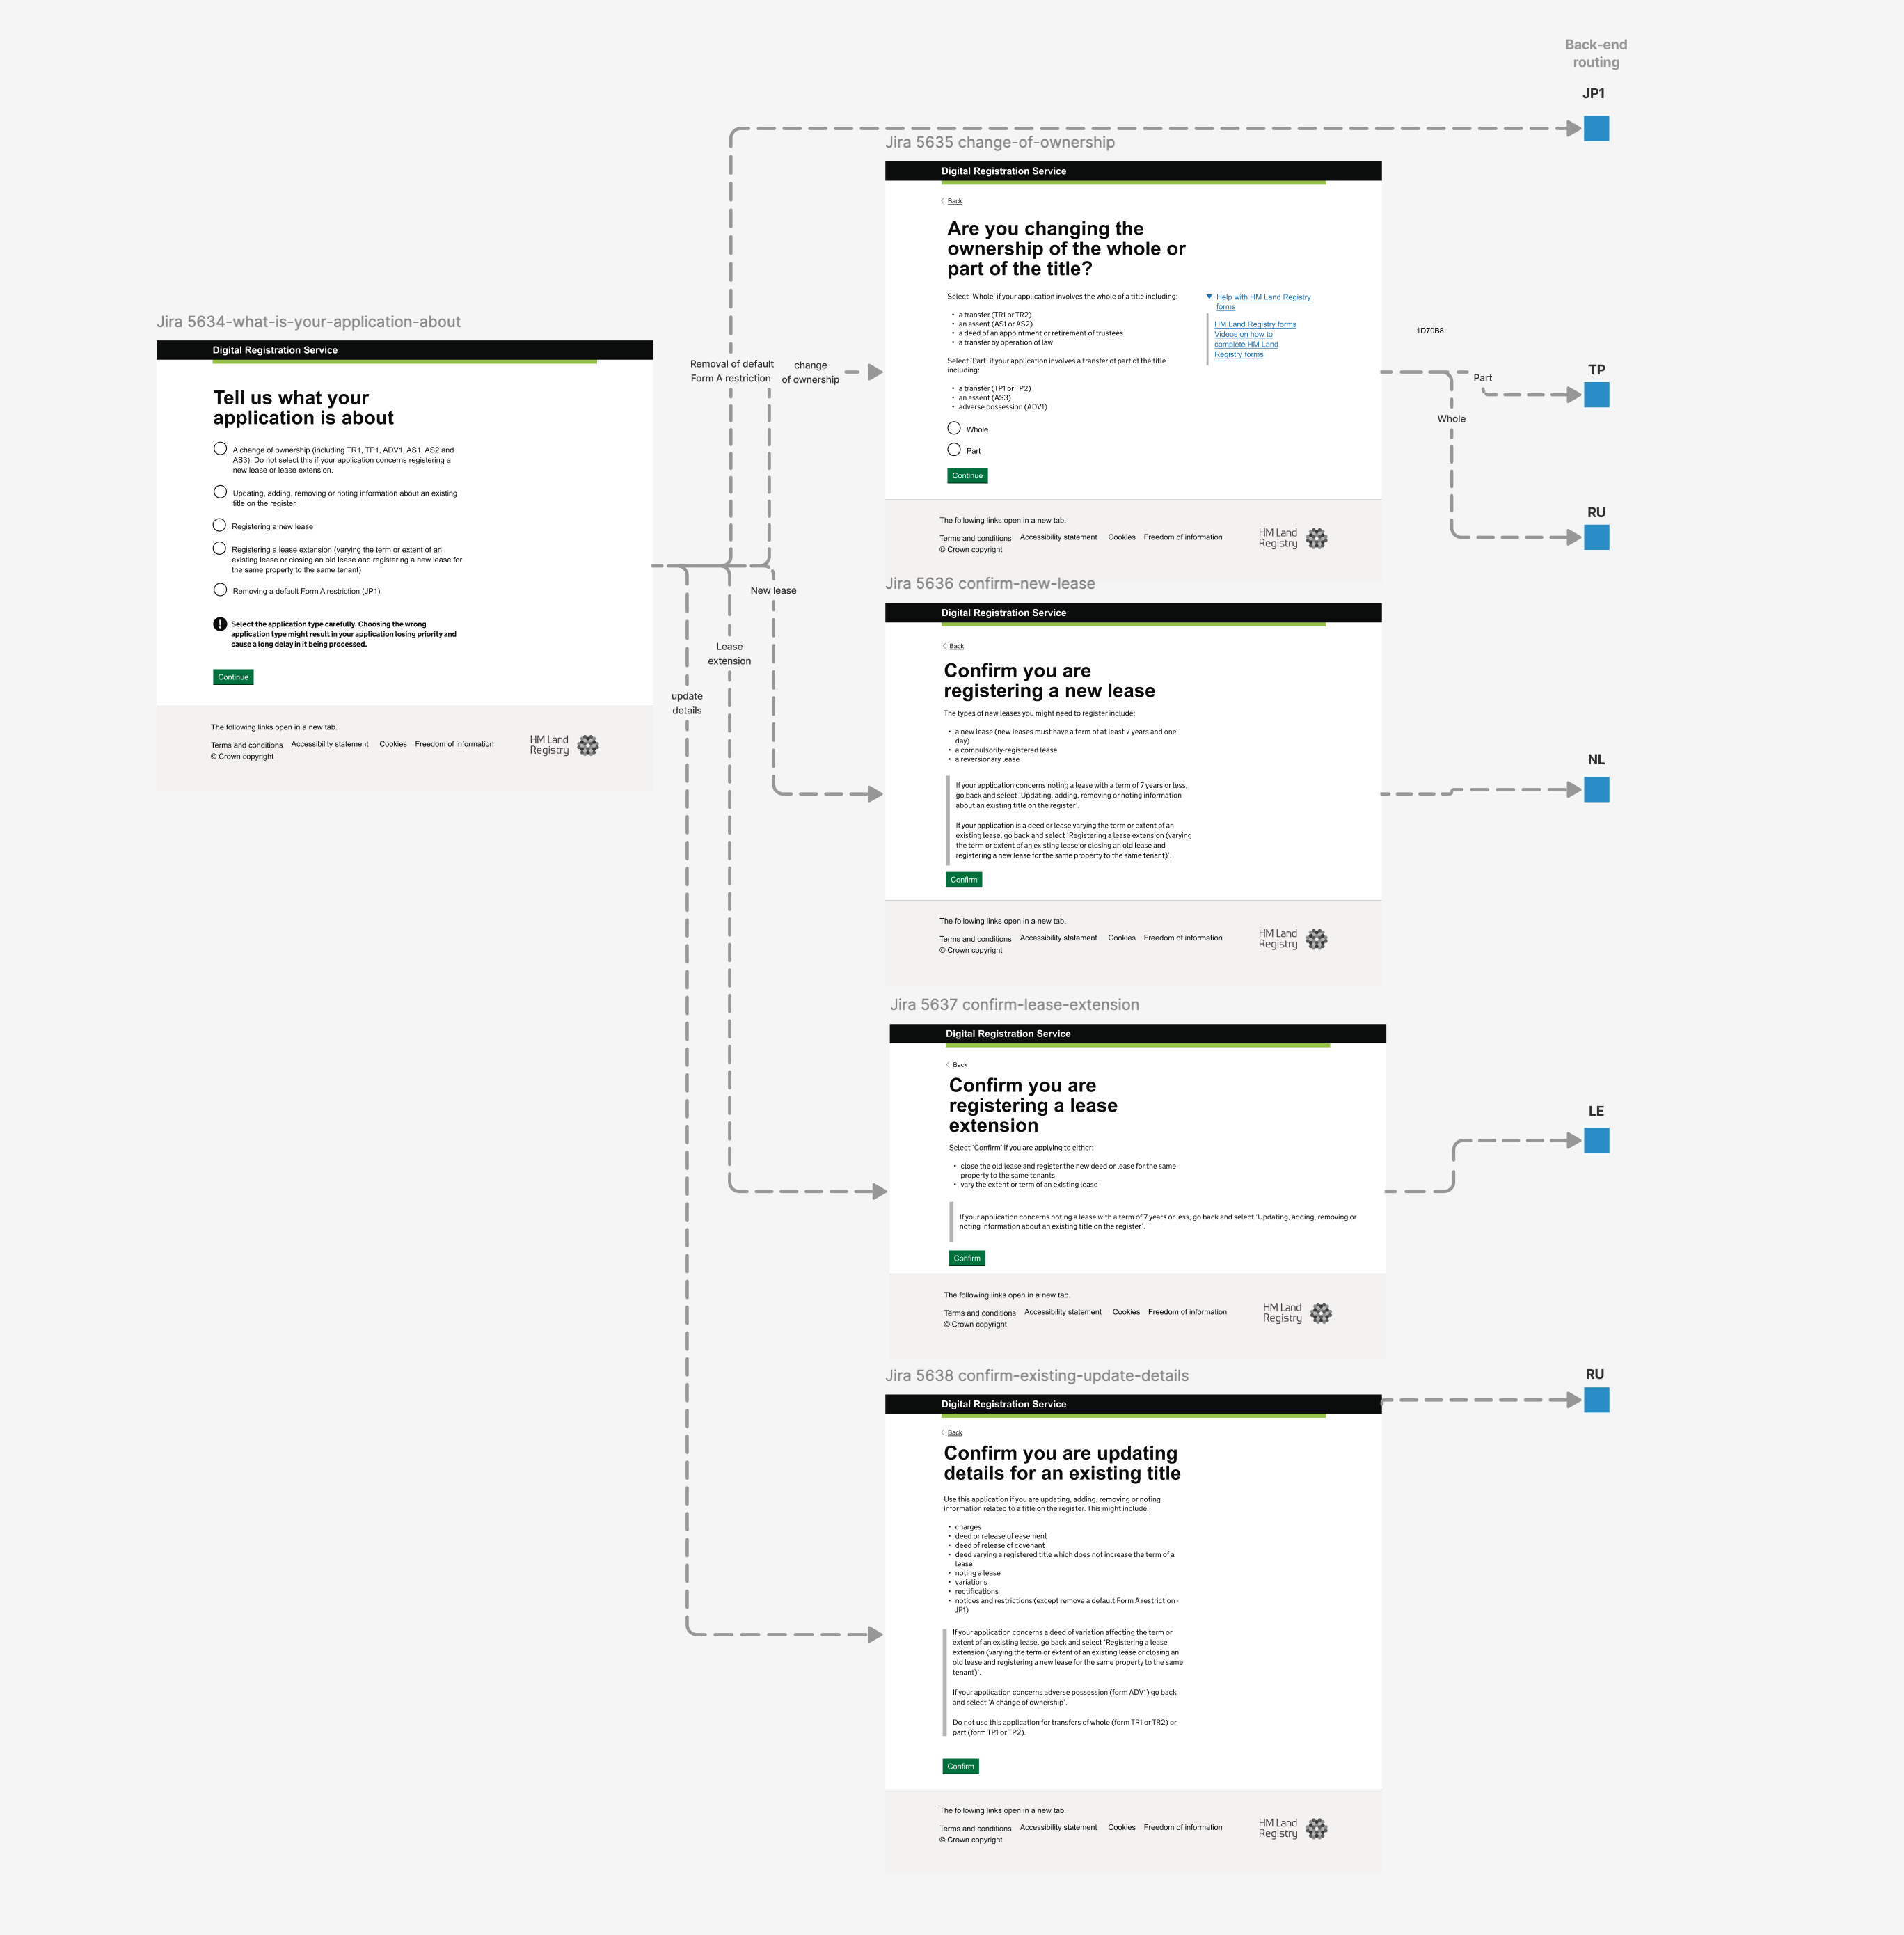 Back-end
routing
JP1
Jira 5635 change-of-ownership
Digital Registration Service
Back
Are you changing the
ownership of the whole or
part of the title?
Select ‘Whole’ if your application involves the whole of a title including:
• a transfer (TR1 or TR2)
• an assent (AS1 or AS2)
• a deed of an appointment or retirement of trustees
• a transfer by operation of law
Select ‘Part’ if your application involves a transfer of part of the title
including:
• a transfer (TP1 or TP2)
• an assent (AS3)
• adverse possession (ADV1)
Whole
Part
Continue
Help with HM Land Registry
forms
HM Land Registry forms
Videos on how to
complete HM Land
Registry forms
The following links open in a new tab.
Terms and conditions Accessibility statement Cookies Freedom of information
© Crown copyright
HM Land
Registry
1D70B8
Part
TP
Whole
RU
Jira 5634-what-is-your-application-about
Digital Registration Service
Tell us what your
application is about
A change of ownership (including TR1, TP1, ADV1, AS1, AS2 and
AS3). Do not select this if your application concerns registering a
new lease or lease extension.
Updating, adding, removing or noting information about an existing
title on the register
Registering a new lease
Registering a lease extension (varying the term or extent of an
existing lease or closing an old lease and registering a new lease for
the same property to the same tenant)
Removing a default Form A restriction (JP1)
! Select the application type carefully. Choosing the wrong
application type might result in your application losing priority and
cause a long delay in it being processed.
Continue
The following links open in a new tab.
Terms and conditions Accessibility statement Cookies Freedom of information
© Crown copyright
HM Land
Registry
Removal of default
Form A restriction
change
of ownership
New lease
Lease
extension
update
details
Jira 5636 confirm-new-lease
Digital Registration Service
Back
Confirm you are
registering a new lease
The types of new leases you might need to register include:
• a new lease (new leases must have a term of at least 7 years and one
day)
• a compulsorily-registered lease
• a reversionary lease
If your application concerns noting a lease with a term of 7 years or less,
go back and select ‘Updating, adding, removing or noting information
about an existing title on the register’.
If your application is a deed or lease varying the term or extent of an
existing lease, go back and select ‘Registering a lease extension (varying
the term or extent of an existing lease or closing an old lease and
registering a new lease for the same property to the same tenant)’.
Confirm
The following links open in a new tab.
Terms and conditions Accessibility statement Cookies Freedom of information
© Crown copyright
HM Land
Registry
NL
Jira 5637 confirm-lease-extension
Digital Registration Service
Back
Confirm you are
registering a lease
extension
Select ‘Confirm’ if you are applying to either:
• close the old lease and register the new deed or lease for the same
property to the same tenants
• vary the extent or term of an existing lease
If your application concerns noting a lease with a term of 7 years or less, go back and select ‘Updating, adding, removing or
noting information about an existing title on the register’.
Confirm
The following links open in a new tab.
Terms and conditions Accessibility statement Cookies Freedom of information
© Crown copyright
HM Land
Registry
LE
Jira 5638 confirm-existing-update-details
Digital Registration Service
Back
Confirm you are updating
details for an existing title
Use this application if you are updating, adding, removing or noting
information related to a title on the register. This might include:
• charges
• deed or release of easement
• deed of release of covenant
• deed varying a registered title which does not increase the term of a
lease
• noting a lease
• variations
• rectifications
• notices and restrictions (except remove a default Form A restriction -
JP1)
If your application concerns a deed of variation affecting the term or
extent of an existing lease, go back and select ‘Registering a lease
extension (varying the term or extent of an existing lease or closing an
old lease and registering a new lease for the same property to the same
tenant)’.
If your application concerns adverse possession (form ADV1) go back
and select ‘A change of ownership’.
Do not use this application for transfers of whole (form TR1 or TR2) or
part (form TP1 or TP2).
Confirm
The following links open in a new tab.
Terms and conditions Accessibility statement Cookies Freedom of information
© Crown copyright
HM Land
Registry
RU